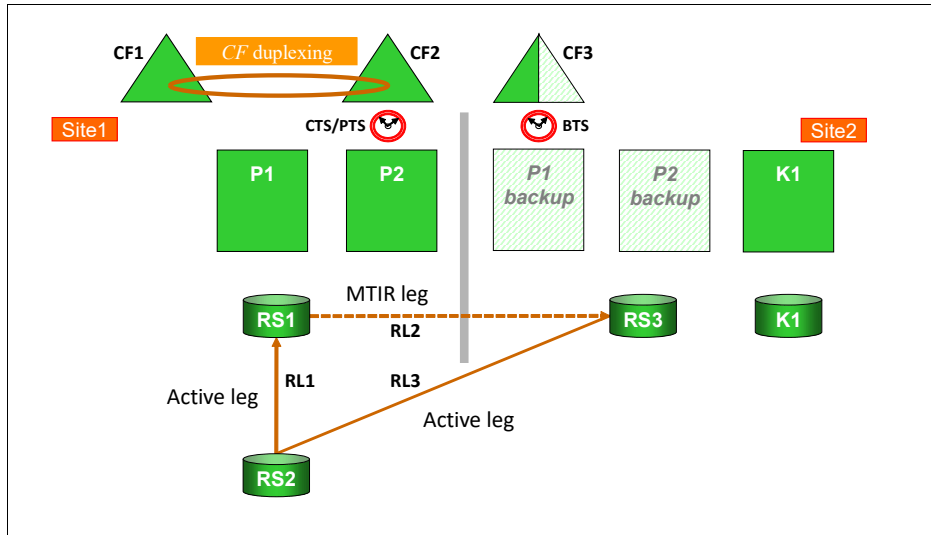 CF1
CF duplexing
CF2
CF3
Site1
CTS/PTS
BTS
Site2
P1
P2
P1
backup
P2
backup
K1
MTIR leg
RS1
RS3
K1
RL2
RL1
RL3
Active leg
Active leg
RS2